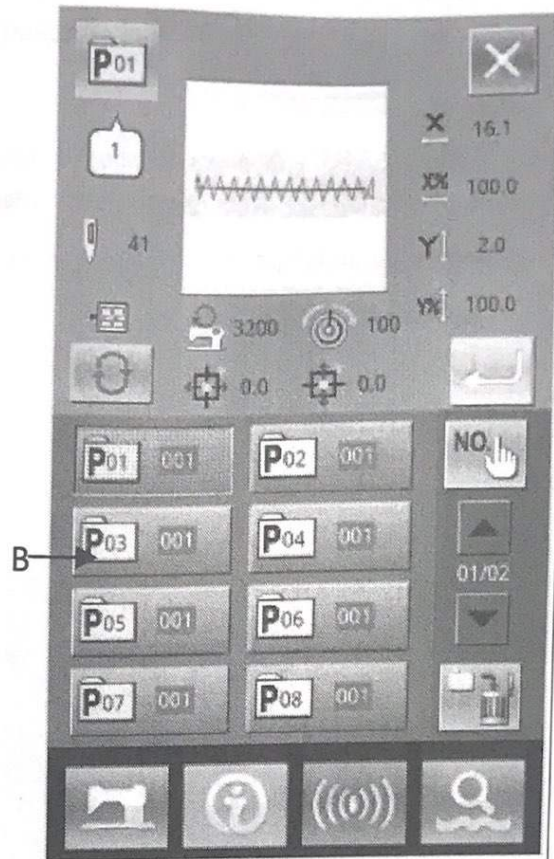 P01
X 16.1
1
X% 100.0
41
Y 2.0
3200
100
Y% 100.0
0.0
0.0
P01 001
P02 001
NO.
B
P03 001
P04 001
01/02
P05 001
P06 001
P07 001
P08 001